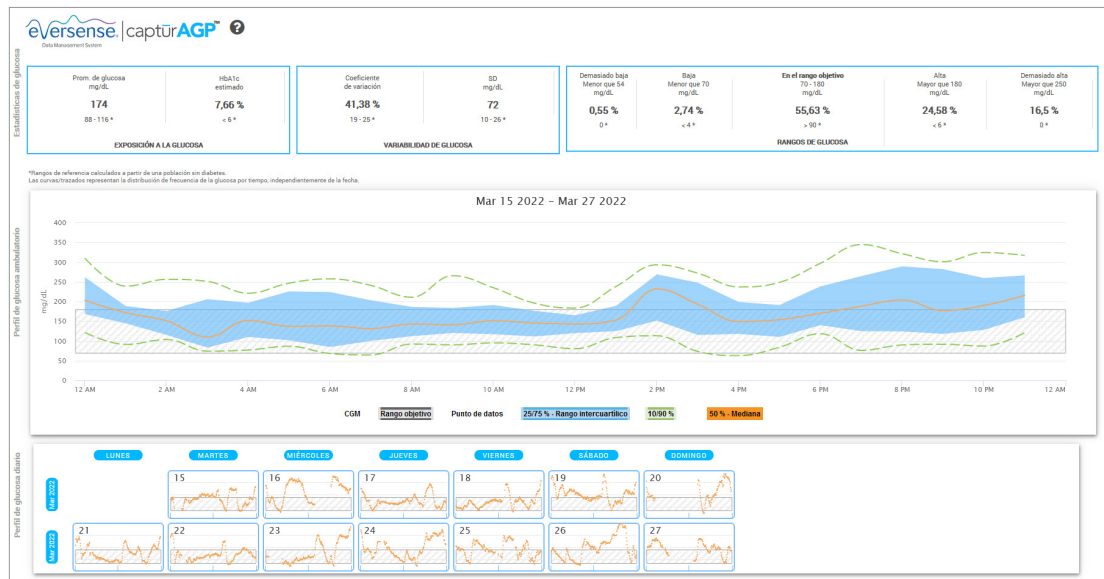 eversense. | captūrAGP™ ?
Data Management System
Estadísticas de glucosa
Prom. de glucosa
mg/dL
174
88 - 116 *
HbA1c
estimado
7,66 %
< 6 *
EXPOSICIÓN A LA GLUCOSA
Coeficiente
de variación
41,38 %
19 - 25 *
SD
mg/dL
72
10 - 26 *
VARIABILIDAD DE GLUCOSA
Demasiado baja
Menor que 54
mg/dL
0,55 %
0 *
Baja
Menor que 70
mg/dL
2,74 %
< 4 *
En el rango objetivo
70 - 180
mg/dL
55,63 %
> 90 *
Alta
Mayor que 180
mg/dL
24,58 %
< 6 *
Demasiado alta
Mayor que 250
mg/dL
16,5 %
0 *
RANGOS DE GLUCOSA
*Rangos de referencia calculados a partir de una población sin diabetes.
Las curvas/trazados representan la distribución de frecuencia de la glucosa por tiempo, independientemente de la fecha.
Perfil de glucosa ambulatorio
Mar 15 2022 – Mar 27 2022
mg/dL
400
350
300
250
200
150
100
50
0
12 AM 2 AM 4 AM 6 AM 8 AM 10 AM 12 PM 2 PM 4 PM 6 PM 8 PM 10 PM 12 AM
CGM Rango objetivo Punto de datos 25/75 % - Rango intercuartílico 10/90 % 50 % - Mediana
Perfil de glucosa diario
LUNES MARTES MIÉRCOLES JUEVES VIERNES SÁBADO DOMINGO
Mar 2022
15 16 17 18 19 20
Mar 2022
21 22 23 24 25 26 27